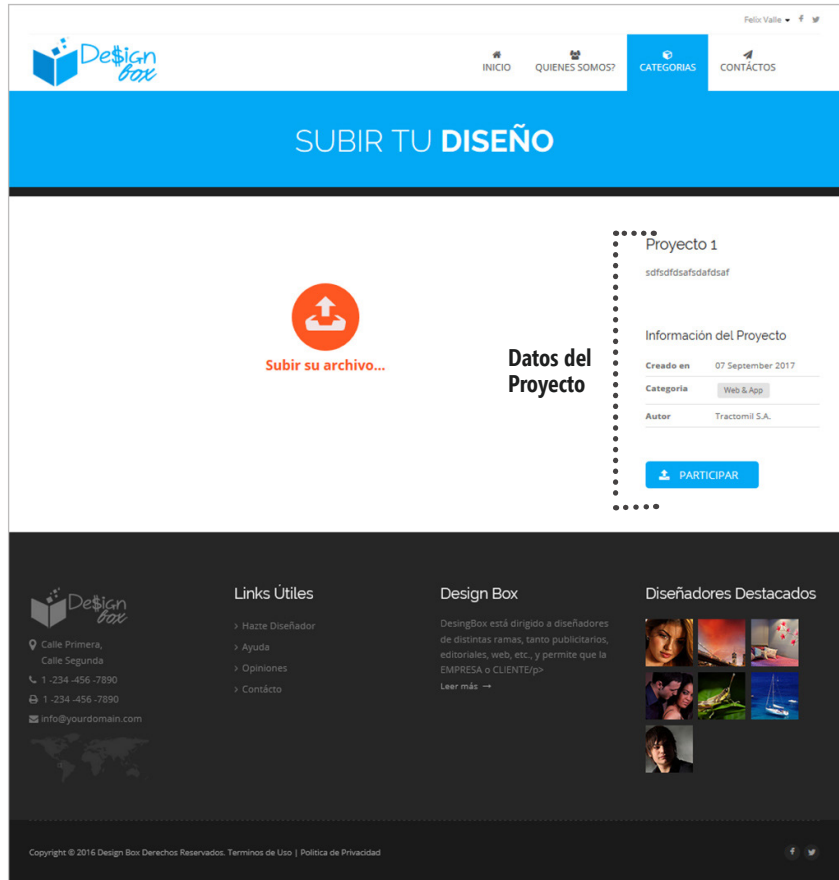 Felix Valle
De$ign
box
INICIO
QUIENES SOMOS?
CATEGORIAS
CONTÁCTOS
SUBIR TU DISEÑO
Subir su archivo...
Datos del
Proyecto
Proyecto 1
sdfsdfdsafsdafdsaf
Información del Proyecto
Creado en 07 September 2017
Categoria Web & App
Autor Tractomil S.A.
PARTICIPAR
De$ign
box
Calle Primera,
Calle Segunda
1 -234 -456 -7890
1 -234 -456 -7890
info@yourdomain.com
Links Útiles
> Hazte Diseñador
> Ayuda
> Opiniones
> Contácto
Design Box
DesingBox está dirigido a diseñadores
de distintas ramas, tanto publicitarios,
editoriales, web, etc., y permite que la
EMPRESA o CLIENTE/p>
Leer más →
Diseñadores Destacados
Copyright © 2016 Design Box Derechos Reservados. Terminos de Uso | Politica de Privacidad